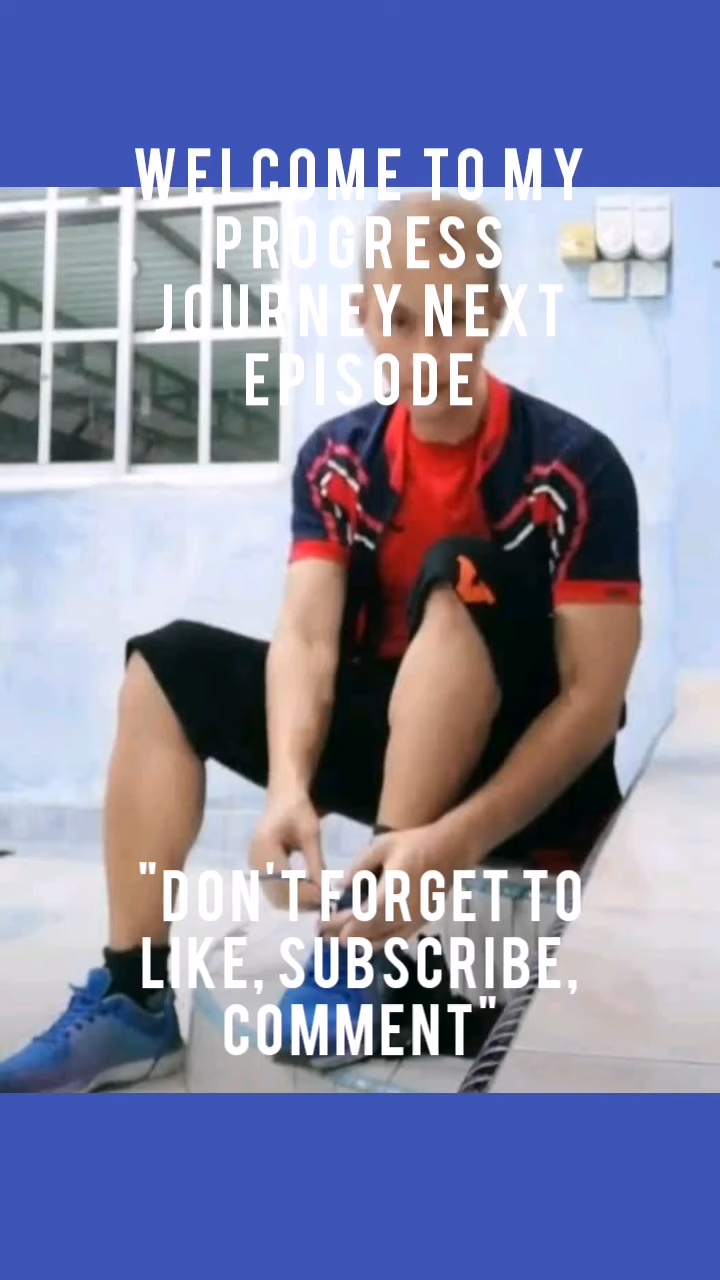 WELCOME TO MY
PROGRESS
JOURNEY NEXT
EPISODE
"DON'T FORGET TO
LIKE, SUBSCRIBE,
COMMENT"